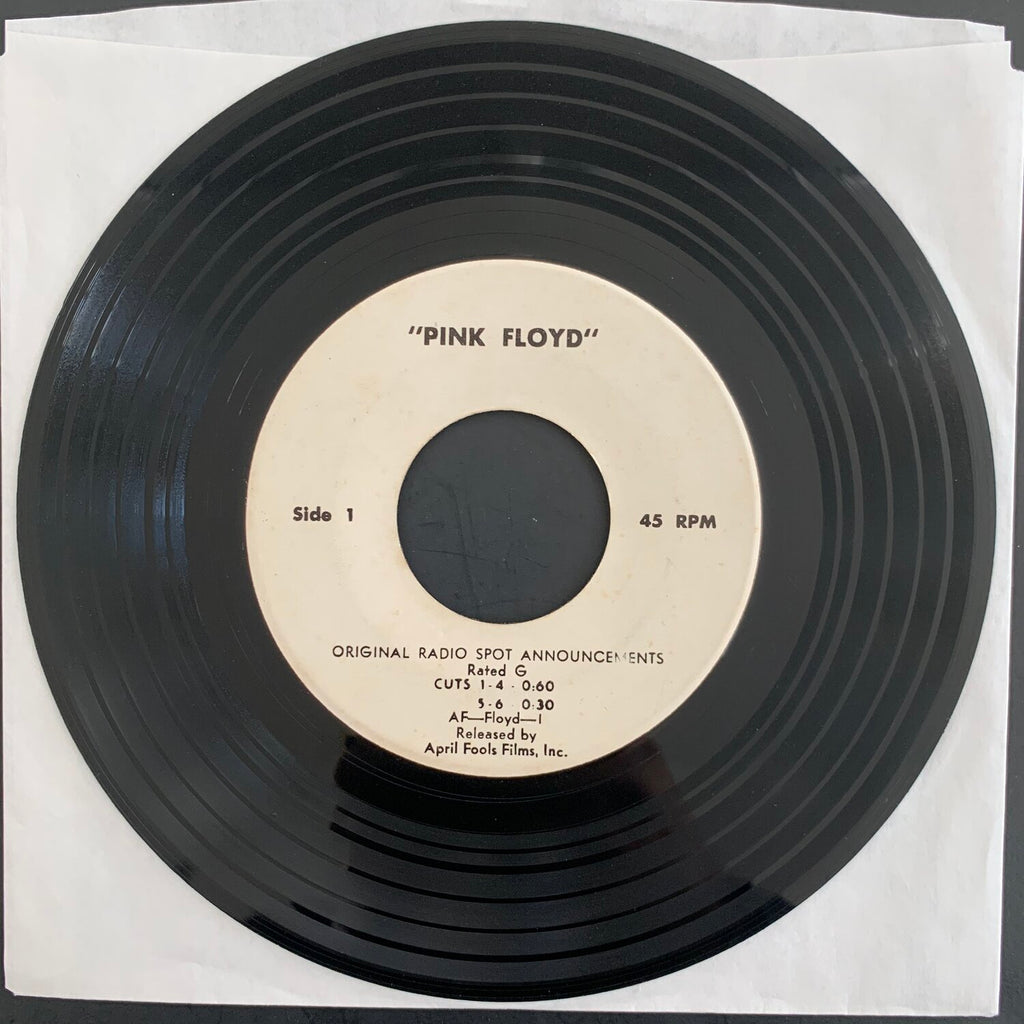 "PINK FLOYD"
Side 1
45 RPM
ORIGINAL RADIO SPOT ANNOUNCEMENTS
Rated G
CUTS 1-4 - 0:60
5-6 0:30
AF—Floyd—1
Released by
April Fools Films, Inc.